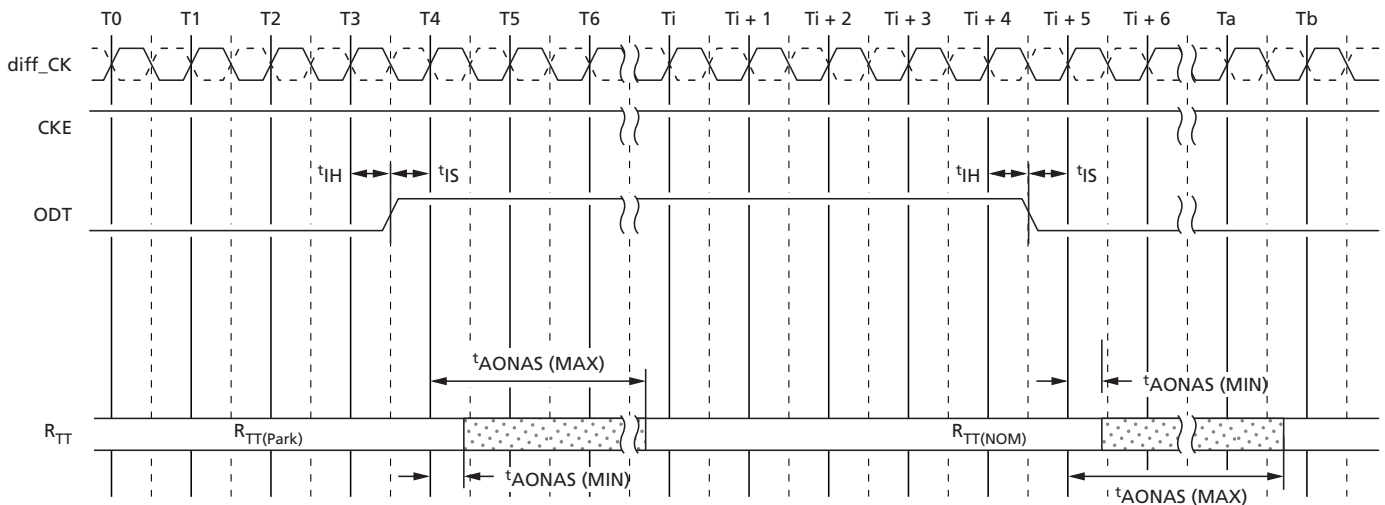 T0 T1 T2 T3 T4 T5 T6 Ti Ti + 1 Ti + 2 Ti + 3 Ti + 4 Ti + 5 Ti + 6 Ta Tb
diff_CK
CKE
tIH tIS tIH tIS
ODT
tAONAS (MAX)
tAONAS (MIN)
RTT RTT(Park) RTT(NOM)
tAONAS (MIN)
tAONAS (MAX)